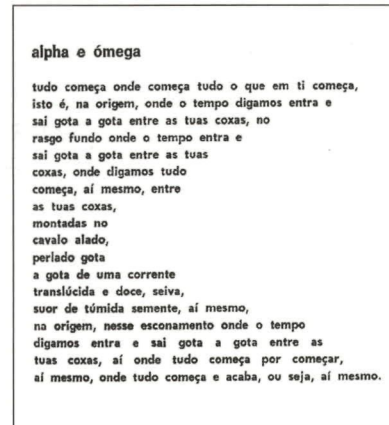 alpha e ómega
tudo começa onde começa tudo o que em ti começa,
isto é, na origem, onde o tempo digamos entra e
sai gota a gota entre as tuas coxas, no
rasgo fundo onde o tempo entra e
sai gota a gota entre as tuas
coxas, onde digamos tudo
começa, aí mesmo, entre
as tuas coxas,
montadas no
cavalo alado,
perlado gota
a gota de uma corrente
translúcida e doce, seiva,
suor de túmida semente, aí mesmo,
na origem, nesse esconamento onde o tempo
digamos entra e sai gota a gota entre as
tuas coxas, aí onde tudo começa por começar,
aí mesmo, onde tudo começa e acaba, ou seja, aí mesmo.